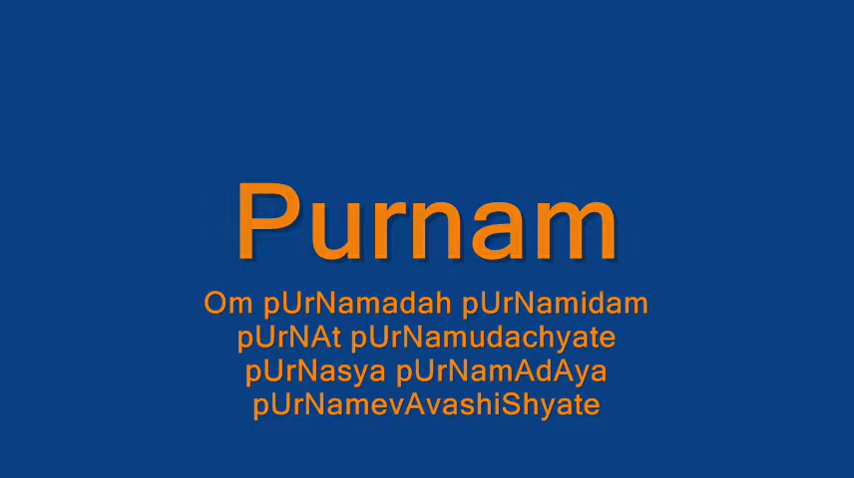 Purnam
Om pUrNamadah pUrNamidam
pUrNAt pUrNamudachyate
pUrNasya pUrNamAdAya
pUrNamevAvashiShyate